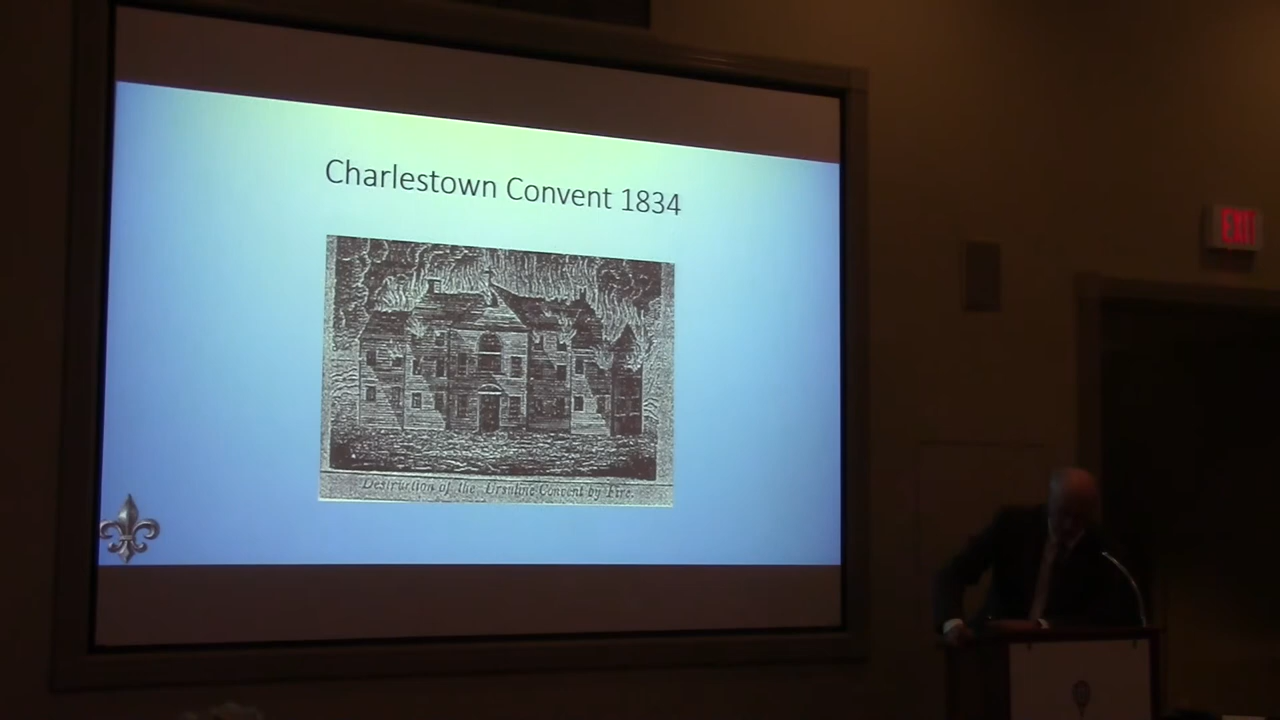 Charlestown Convent 1834
Destruction of the Ursuline Convent by Fire.
EXIT